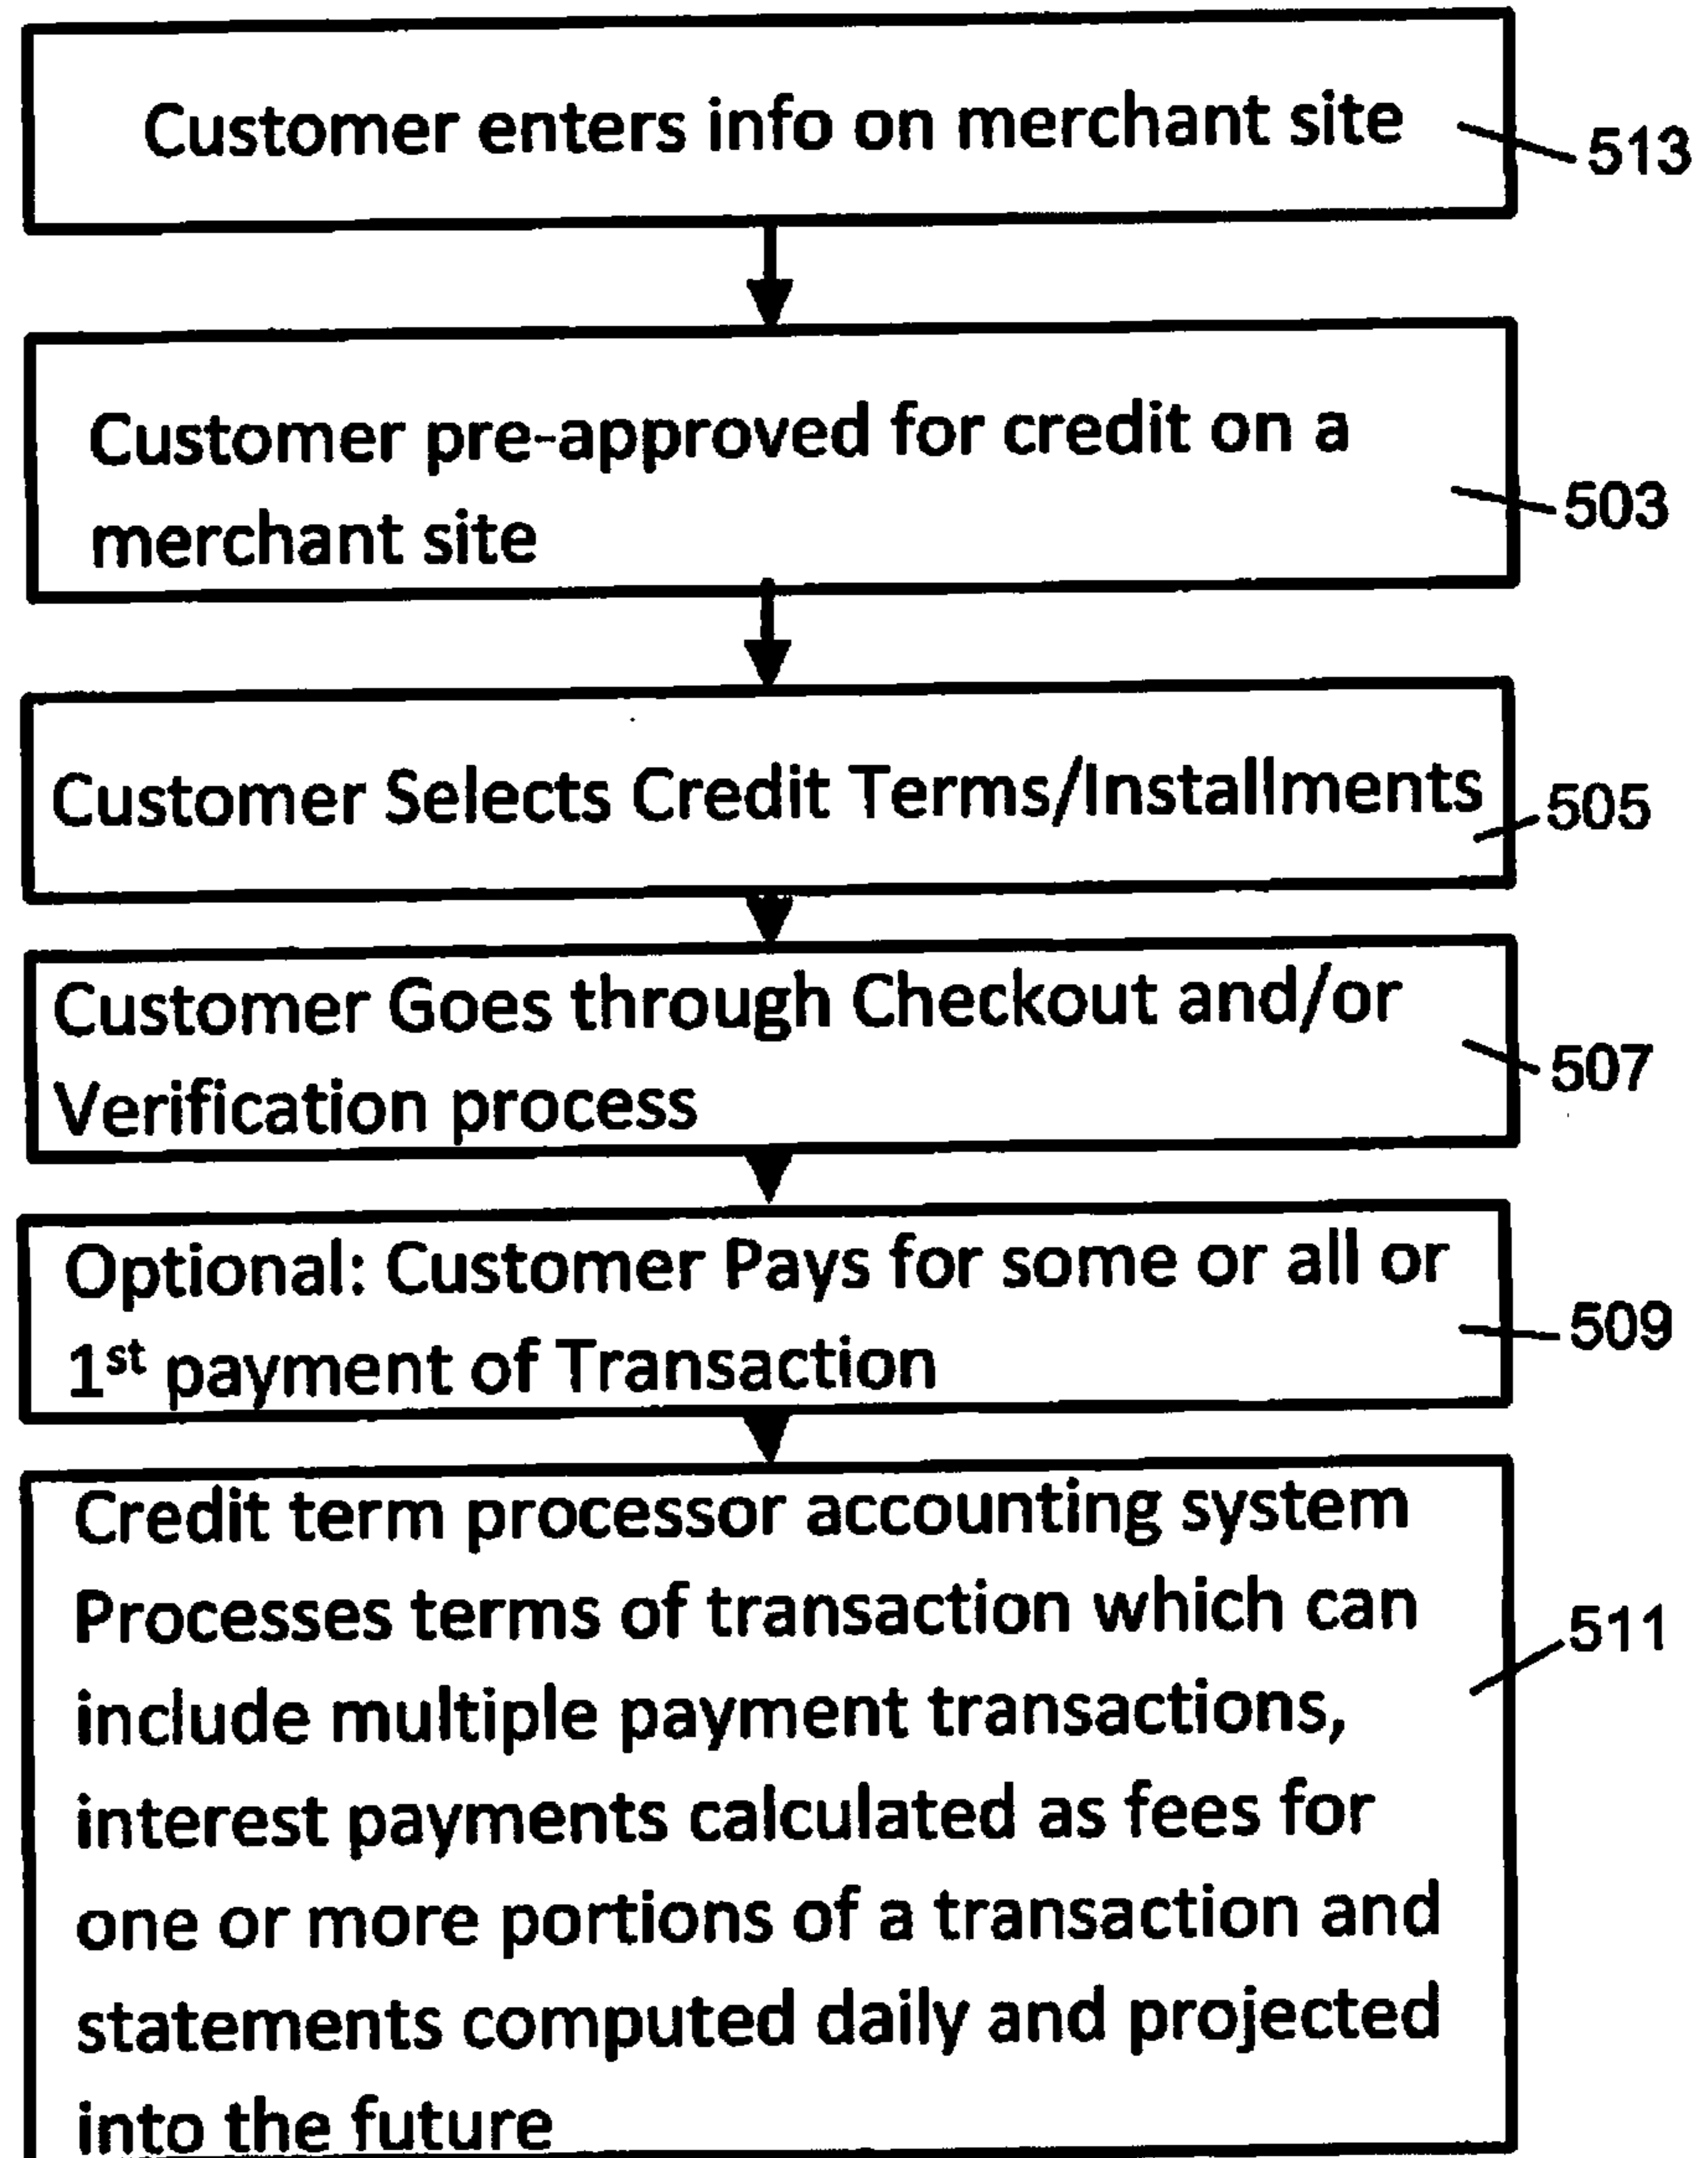 Customer enters info on merchant site
513
Customer pre-approved for credit on a
merchant site
503
Customer Selects Credit Terms/Installments
505
Customer Goes through Checkout and/or
Verification process
507
Optional: Customer Pays for some or all or
1st payment of Transaction
509
Credit term processor accounting system
Processes terms of transaction which can
include multiple payment transactions,
interest payments calculated as fees for
one or more portions of a transaction and
statements computed daily and projected
into the future
511